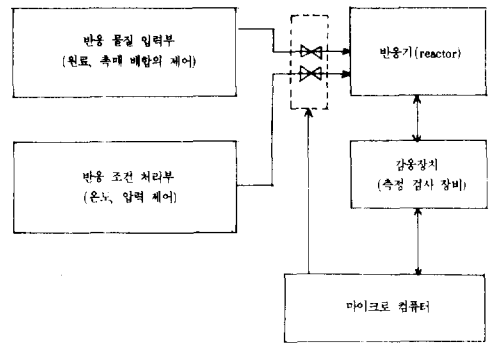 반응 물질 입력부
(원료, 촉매 배합의 제어)
반응기(reactor)
반응 조건 처리부
(온도, 압력 제어)
감응장치
(측정 검사 장비)
마이크로 컴퓨터